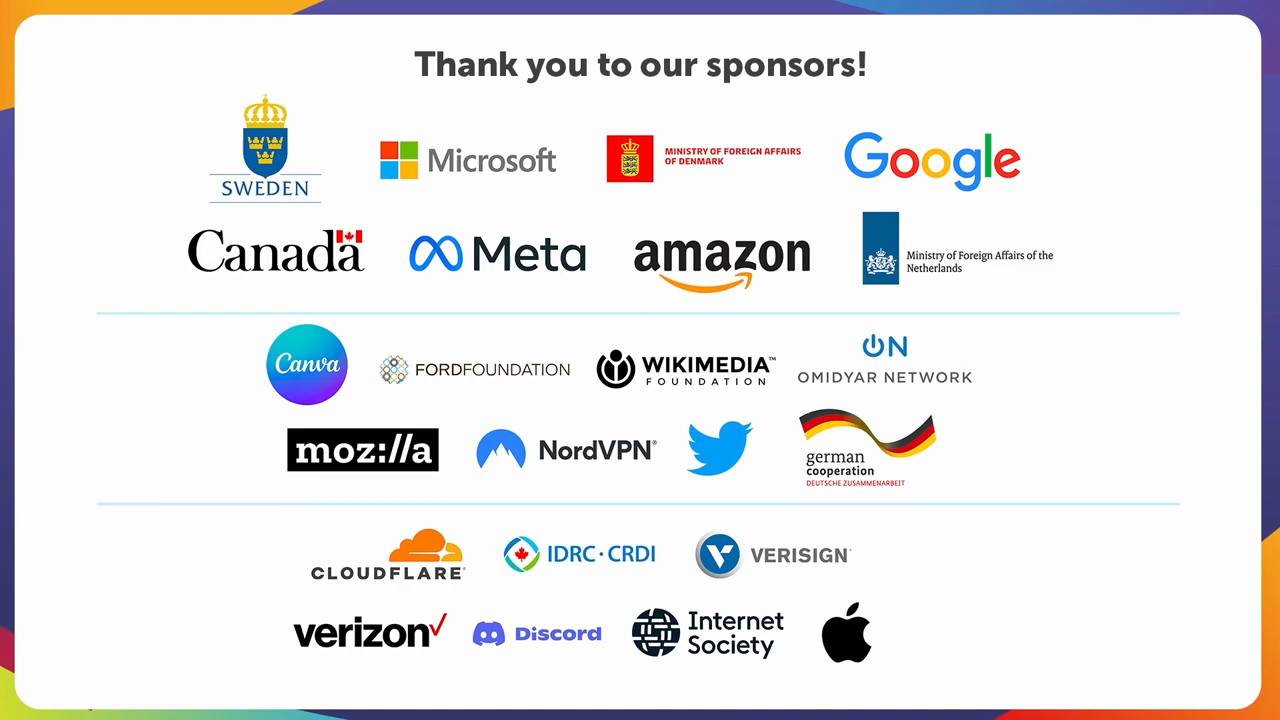 Thank you to our sponsors!
SWEDEN
Microsoft
MINISTRY OF FOREIGN AFFAIRS
OF DENMARK
Google
Canada
Meta
amazon
Ministry of Foreign Affairs of the
Netherlands
Canva
FORDFOUNDATION
WIKIMEDIA™
FOUNDATION
ON
OMIDYAR NETWORK
moz://a
NordVPN®
german
cooperation
DEUTSCHE ZUSAMMENARBEIT
CLOUDFLARE®
IDRC · CRDI
VERISIGN®
verizon✓
Discord
Internet
Society